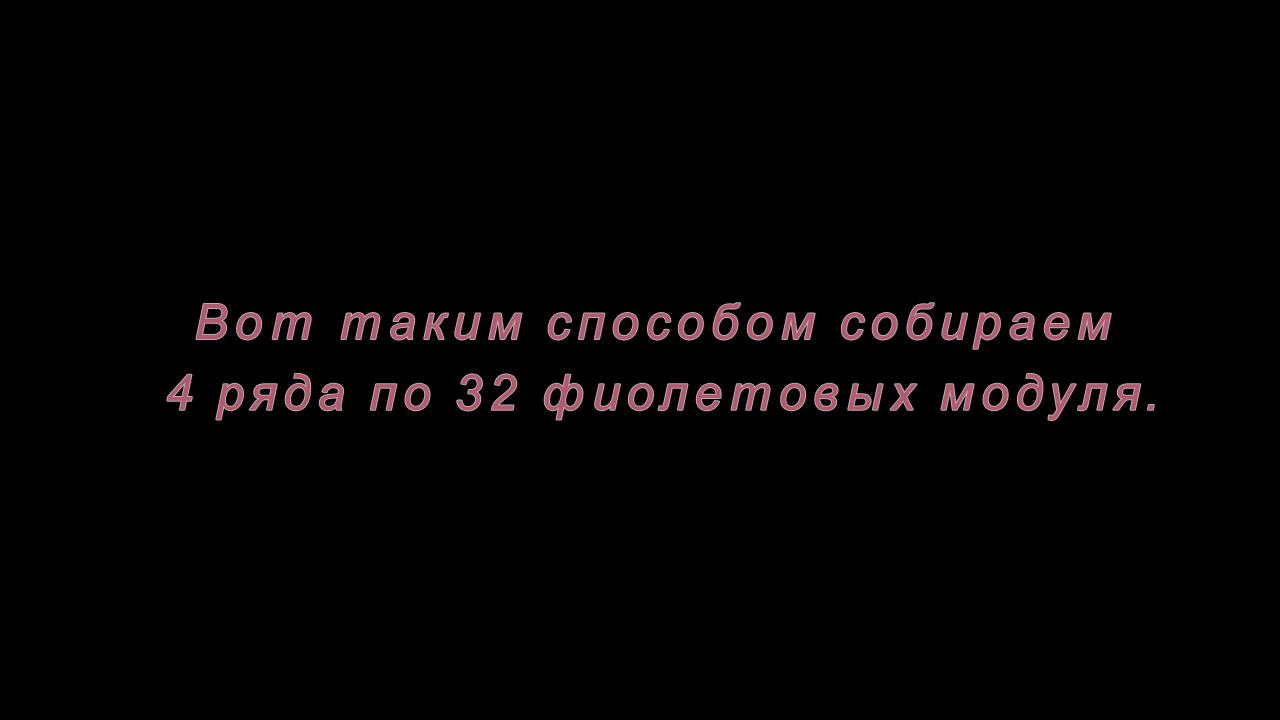 Вот таким способом собираем
4 ряда по 32 фиолетовых модуля.